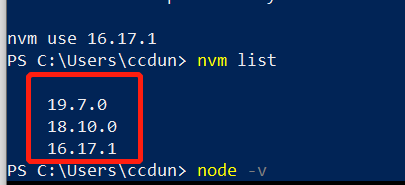 nvm use 16.17.1
PS C:\Users\ccdun> nvm list
19.7.0
18.10.0
16.17.1
PS C:\Users\ccdun> node -v